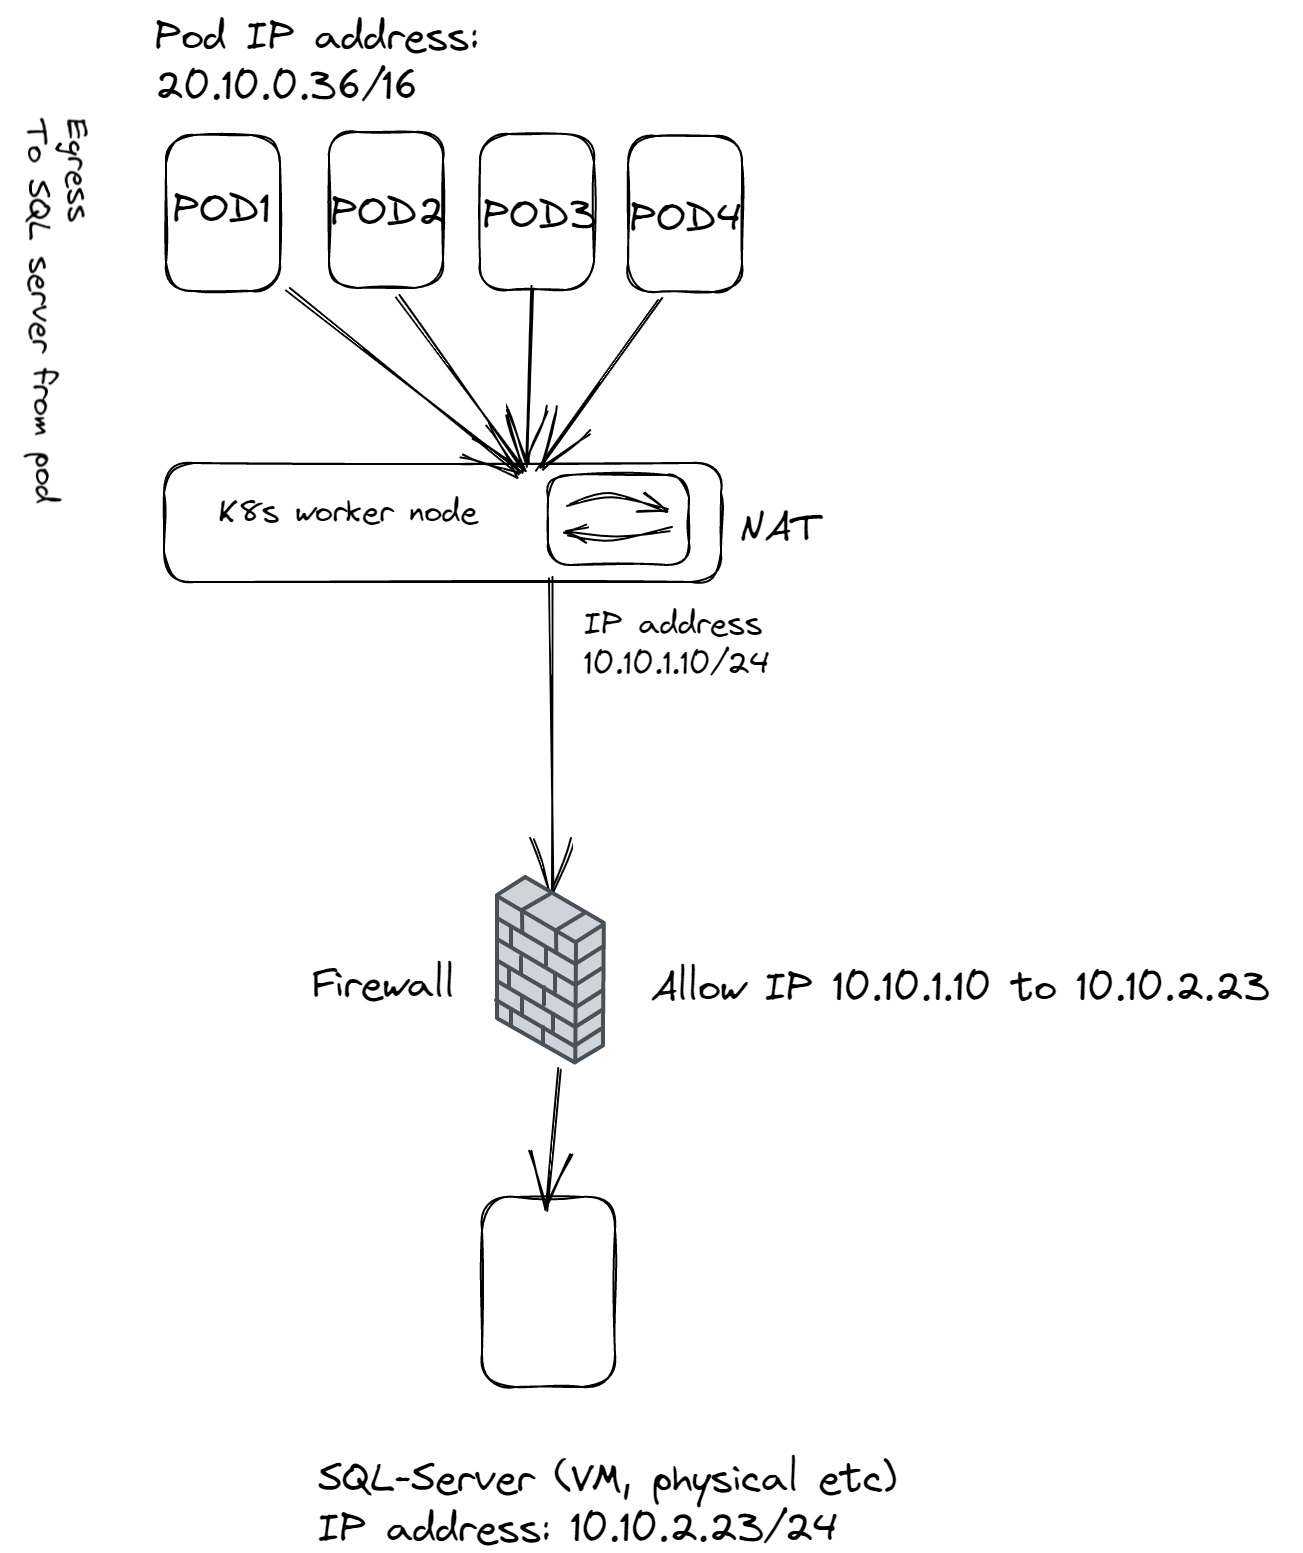 Pod IP address:
20.10.0.36/16
Egress
To SQL server from pod
POD1
POD2
POD3
POD4
K8s worker node
NAT
IP address
10.10.1.10/24
Firewall
Allow IP 10.10.1.10 to 10.10.2.23
SQL-Server (VM, physical etc)
IP address: 10.10.2.23/24